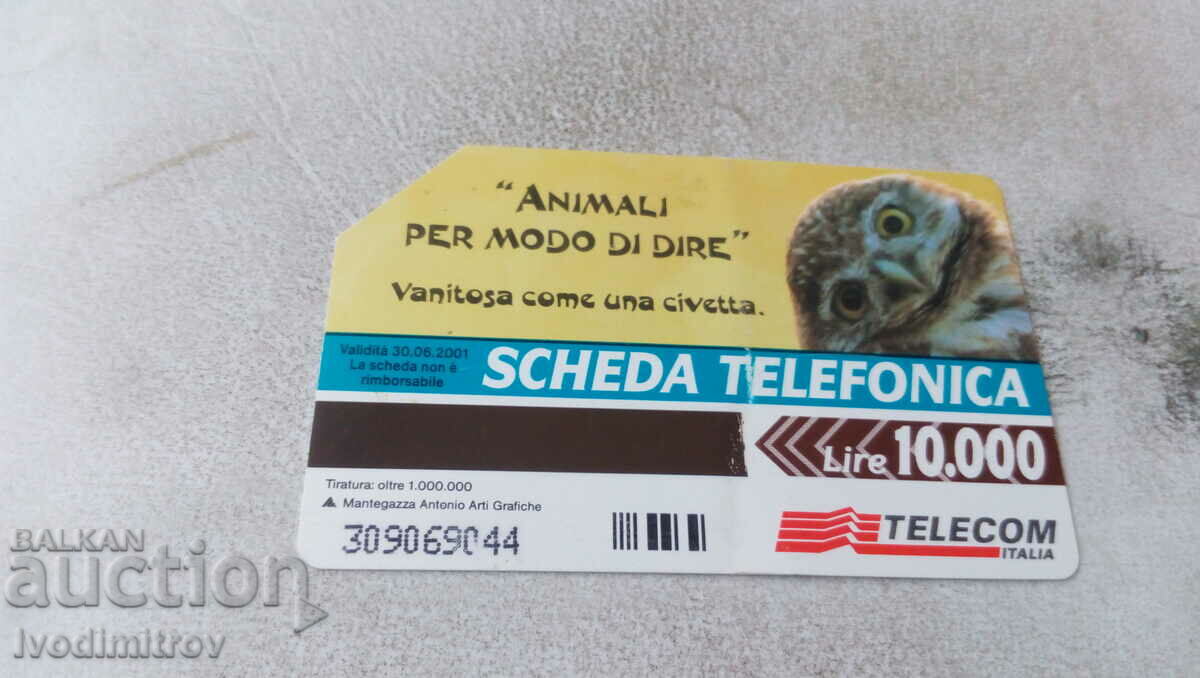 “ANIMALI
PER MODO DI DIRE”
Vanitosa come una civetta.
Validità 30.06.2001
La scheda non è
rimborsabile
SCHEDA TELEFONICA
Lire 10.000
Tiratura: oltre 1.000.000
Mantegazza Antonio Arti Grafiche
309069044
TELECOM
ITALIA
BALKAN
auction
Ivodimitrov